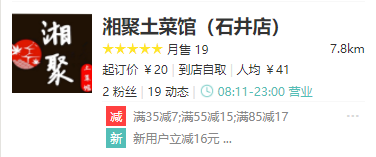 湘聚
土菜馆
湘聚土菜馆（石井店）
★★★★★ 月售 19 7.8km
起订价 ¥20 | 到店自取 | 人均 ¥41
2 粉丝 | 19 动态 | 08:11-23:00 营业
减 满35减7;满55减15;满85减17 ...
新 新用户立减16元 ...